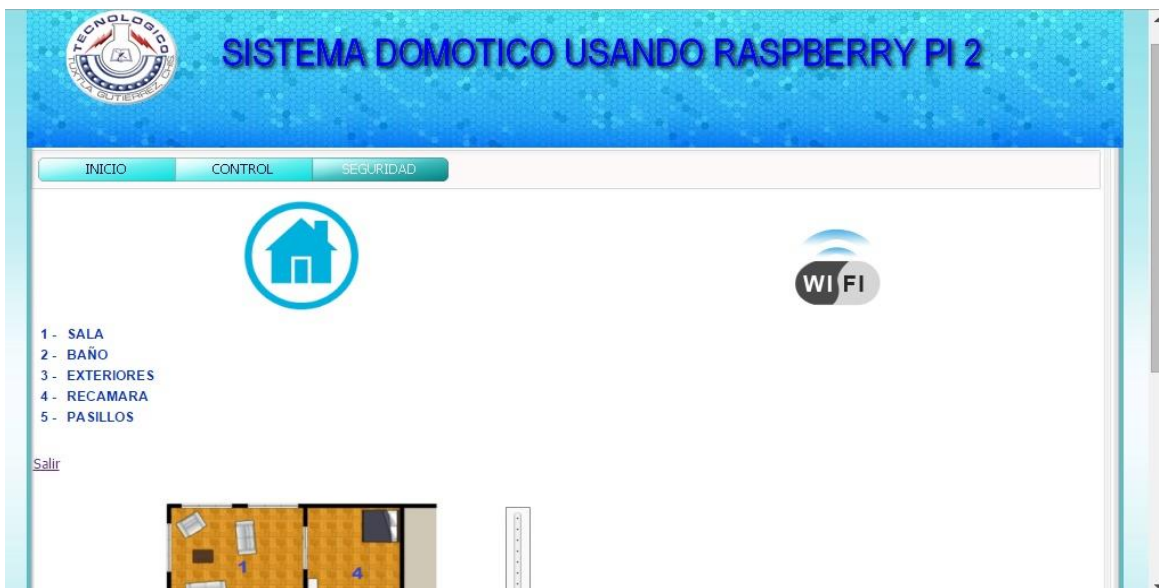 TECNOLOGICO
TUXTLA GUTIERREZ, CHIS.
SISTEMA DOMOTICO USANDO RASPBERRY PI 2
INICIO CONTROL SEGURIDAD
WI FI
1 - SALA
2 - BAÑO
3 - EXTERIORES
4 - RECAMARA
5 - PASILLOS
Salir
1
4